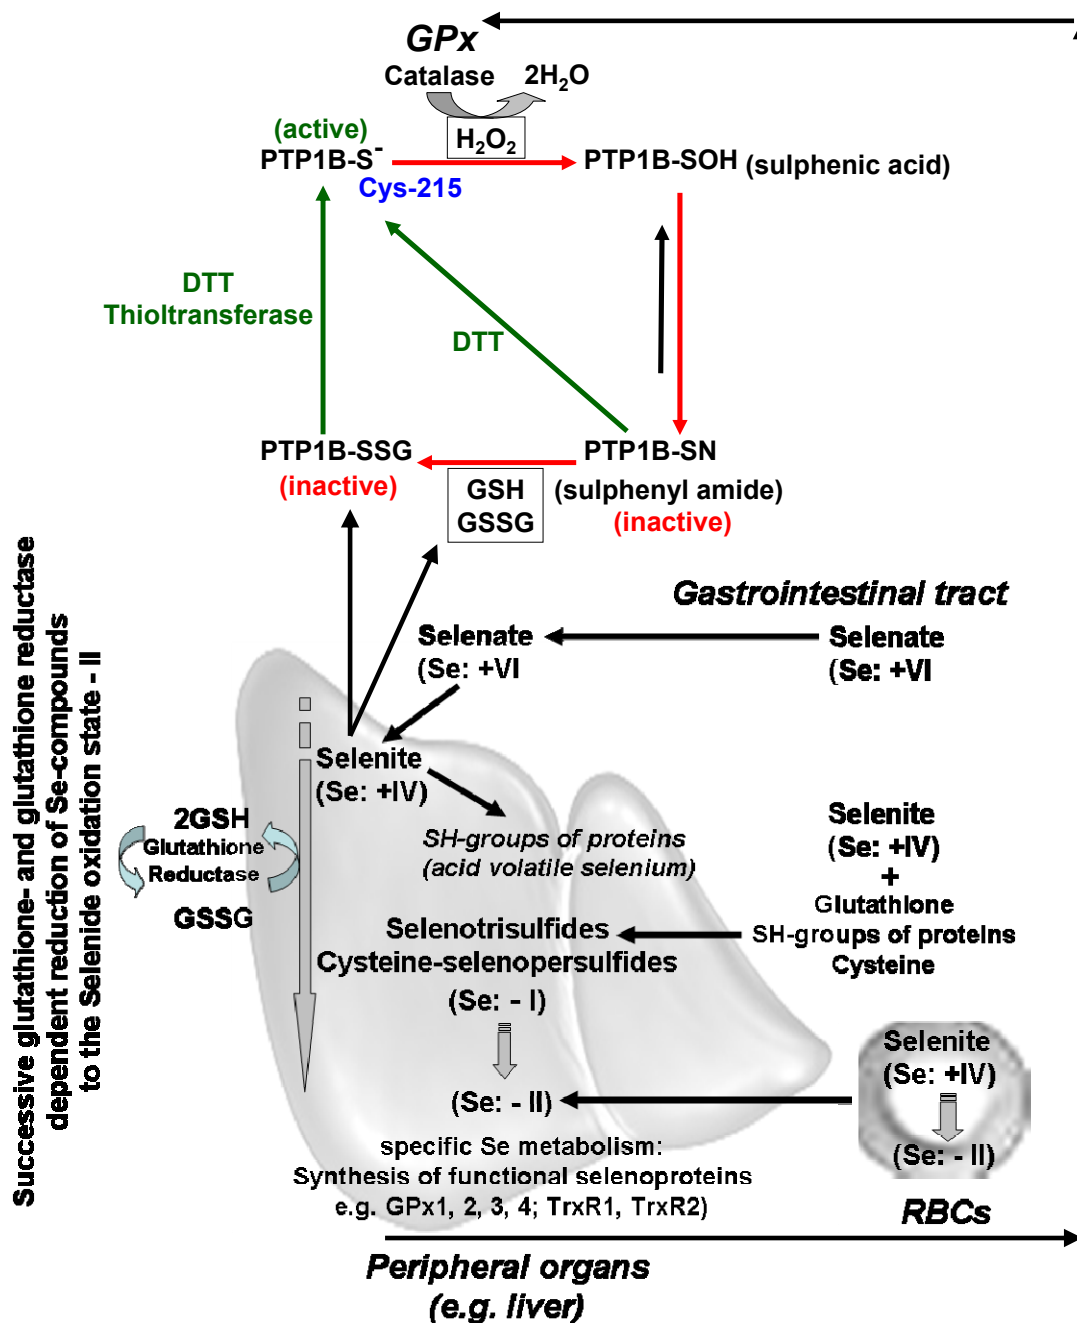 GPx
Catalase 2H₂O
H₂O₂
(active)
PTP1B-S⁻
Cys-215
PTP1B-SOH (sulphenic acid)
DTT
Thioltransferase
DTT
PTP1B-SSG
(inactive)
GSH
GSSG
PTP1B-SN
(sulphenyl amide)
(inactive)
Gastrointestinal tract
Selenate
(Se: +VI
Selenate
(Se: +VI
Selenite
(Se: +IV)
SH-groups of proteins
(acid volatile selenium)
Successive glutathione- and glutathione reductase
dependent reduction of Se-compounds
to the Selenide oxidation state - II
2GSH
Glutathione
Reductase
GSSG
Selenite
(Se: +IV)
+
Glutathione
SH-groups of proteins
Cysteine
Selenotrisulfides
Cysteine-selenopersulfides
(Se: - I)
(Se: - II)
Selenite
(Se: +IV)
(Se: - II)
RBCs
specific Se metabolism:
Synthesis of functional selenoproteins
e.g. GPx1, 2, 3, 4; TrxR1, TrxR2)
Peripheral organs
(e.g. liver)